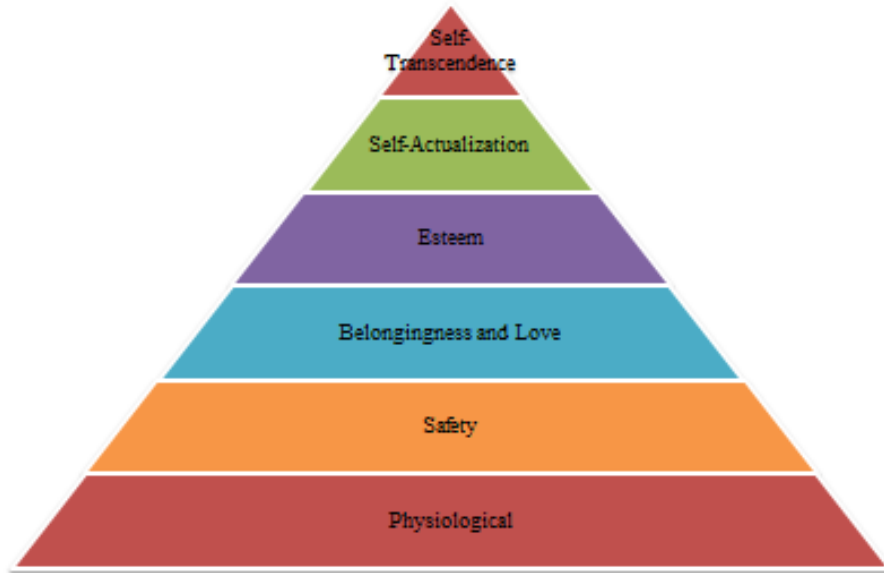 Self-
Transcendence
Self-Actualization
Esteem
Belongingness and Love
Safety
Physiological